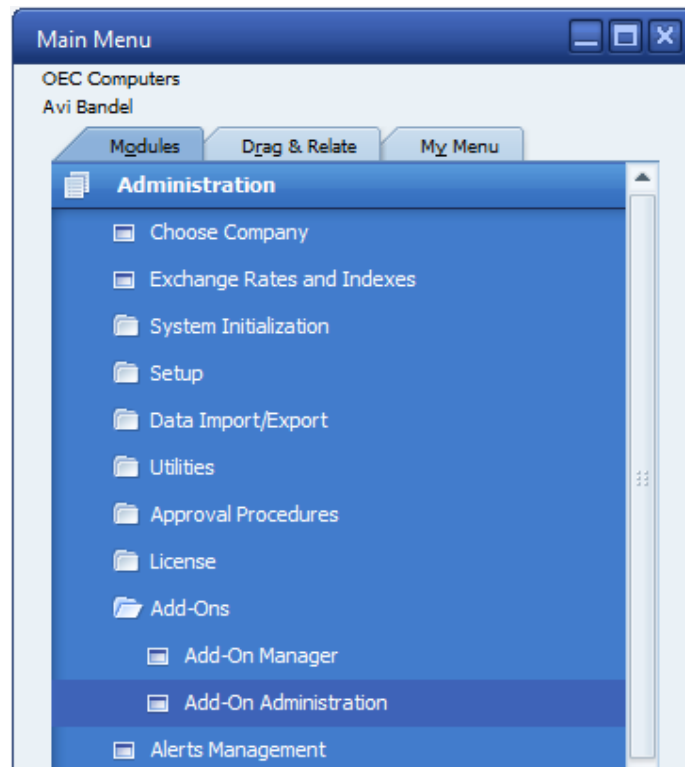 Main Menu
OEC Computers
Avi Bandel
Modules Drag & Relate My Menu
Administration
Choose Company
Exchange Rates and Indexes
System Initialization
Setup
Data Import/Export
Utilities
Approval Procedures
License
Add-Ons
Add-On Manager
Add-On Administration
Alerts Management